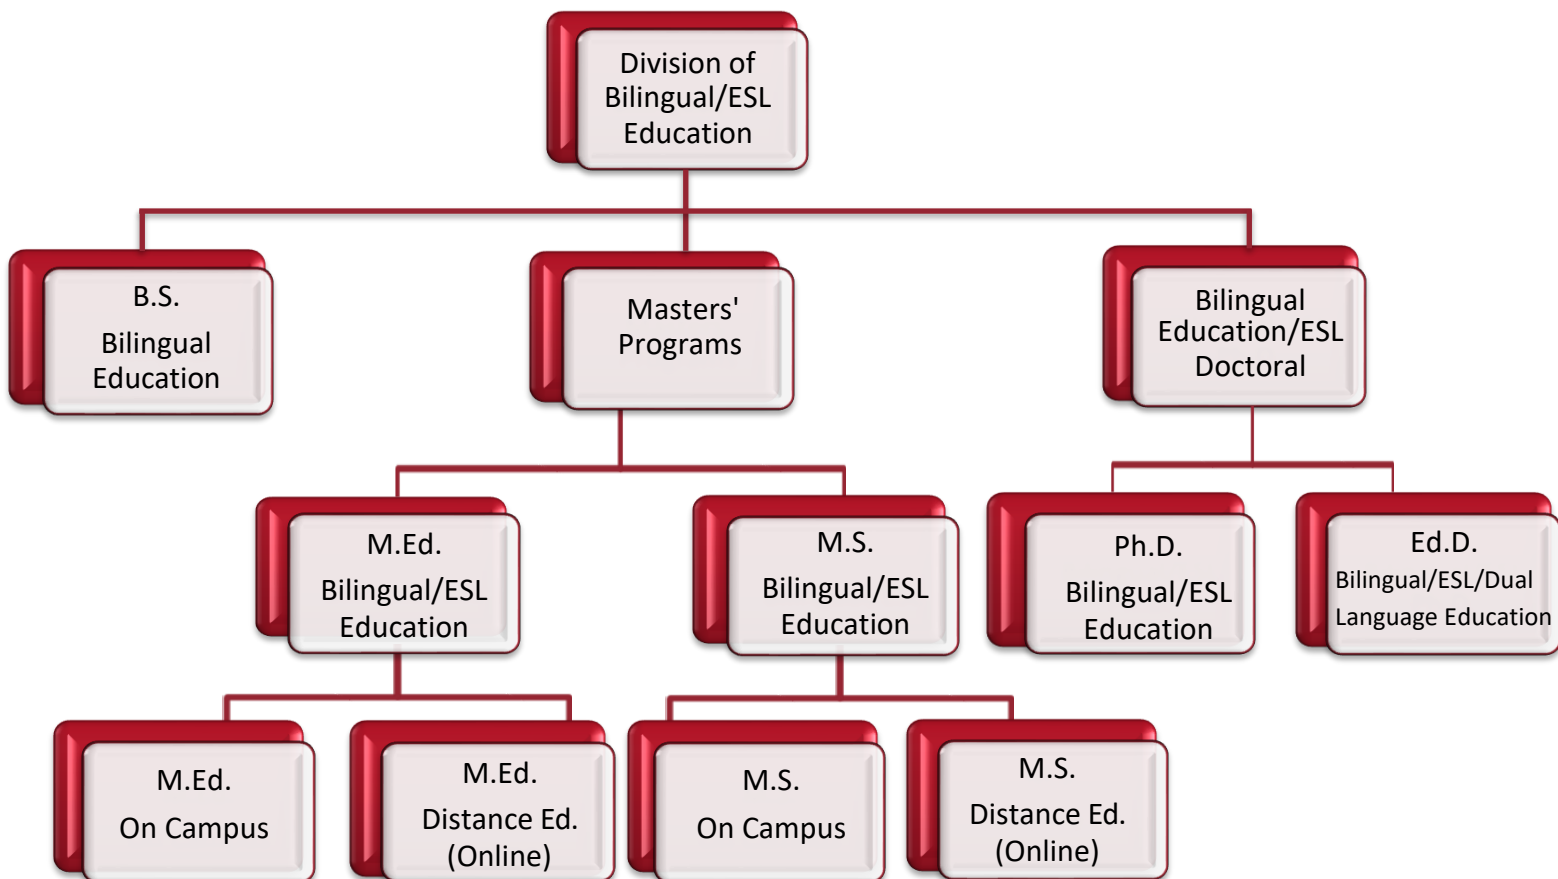 Division of
Bilingual/ESL
Education
B.S.
Bilingual
Education
Masters'
Programs
Bilingual
Education/ESL
Doctoral
M.Ed.
Bilingual/ESL
Education
M.S.
Bilingual/ESL
Education
Ph.D.
Bilingual/ESL
Education
Ed.D.
Bilingual/ESL/Dual
Language Education
M.Ed.
On Campus
M.Ed.
Distance Ed.
(Online)
M.S.
On Campus
M.S.
Distance Ed.
(Online)